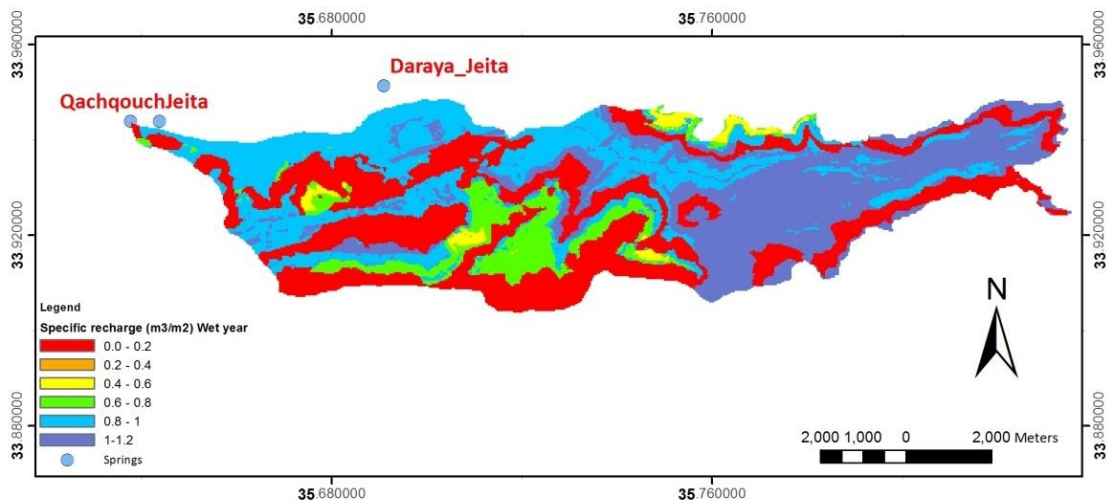 35.680000 35.760000
33.960000 33.960000
Daraya_Jeita
QachqouchJeita
33.920000 33.920000
N
Legend
Specific recharge (m3/m2) Wet year
0.0 - 0.2
0.2 - 0.4
0.4 - 0.6
0.6 - 0.8
0.8 - 1
1-1.2
Springs
33.880000 33.880000
2,000 1,000 0 2,000 Meters
35.680000 35.760000